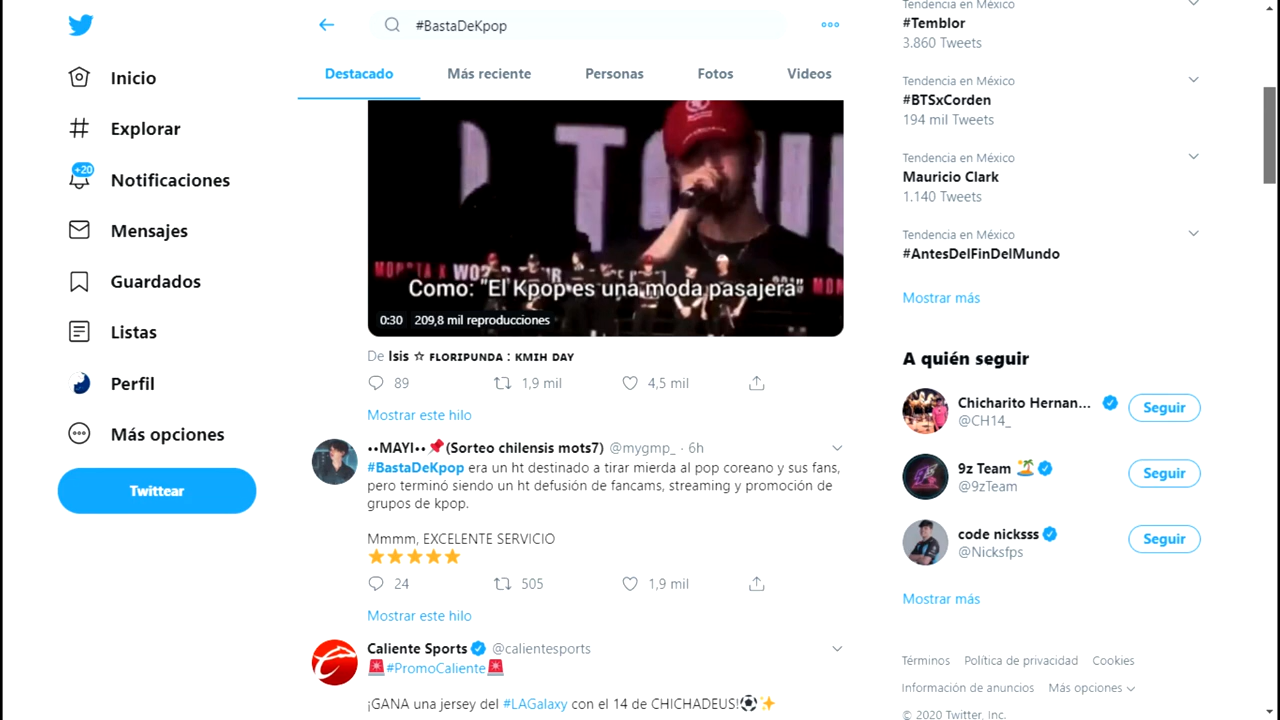 Inicio
Explorar
+20
Notificaciones
Mensajes
Guardados
Listas
Perfil
Más opciones
Twittear
#BastaDeKpop
Destacado
Más reciente
Personas
Fotos
Videos
Como: "El Kpop es una moda pasajera"
0:30 209,8 mil reproducciones
De Isis ☆ FLORIPUNDA : KMIH DAY
89 1,9 mil 4,5 mil
Mostrar este hilo
••MAYI••📌(Sorteo chilensis mots7) @mygmp_ · 6h
#BastaDeKpop era un ht destinado a tirar mierda al pop coreano y sus fans,
pero terminó siendo un ht defusión de fancams, streaming y promoción de
grupos de kpop.
Mmmm, EXCELENTE SERVICIO
⭐⭐⭐⭐⭐
24 505 1,9 mil
Mostrar este hilo
Caliente Sports @calientesports
🚨#PromoCaliente🚨
¡GANA una jersey del #LAGalaxy con el 14 de CHICHADEUS!⚽✨
Tendencia en México
#Temblor
3.860 Tweets
Tendencia en México
#BTSxCorden
194 mil Tweets
Tendencia en México
Mauricio Clark
1.140 Tweets
Tendencia en México
#AntesDelFinDelMundo
Mostrar más
A quién seguir
Chicharito Hernan...
@CH14_
Seguir
9z Team 🏝️
@9zTeam
Seguir
code nicksss
@Nicksfps
Seguir
Mostrar más
Términos Política de privacidad Cookies
Información de anuncios Más opciones
© 2020 Twitter, Inc.